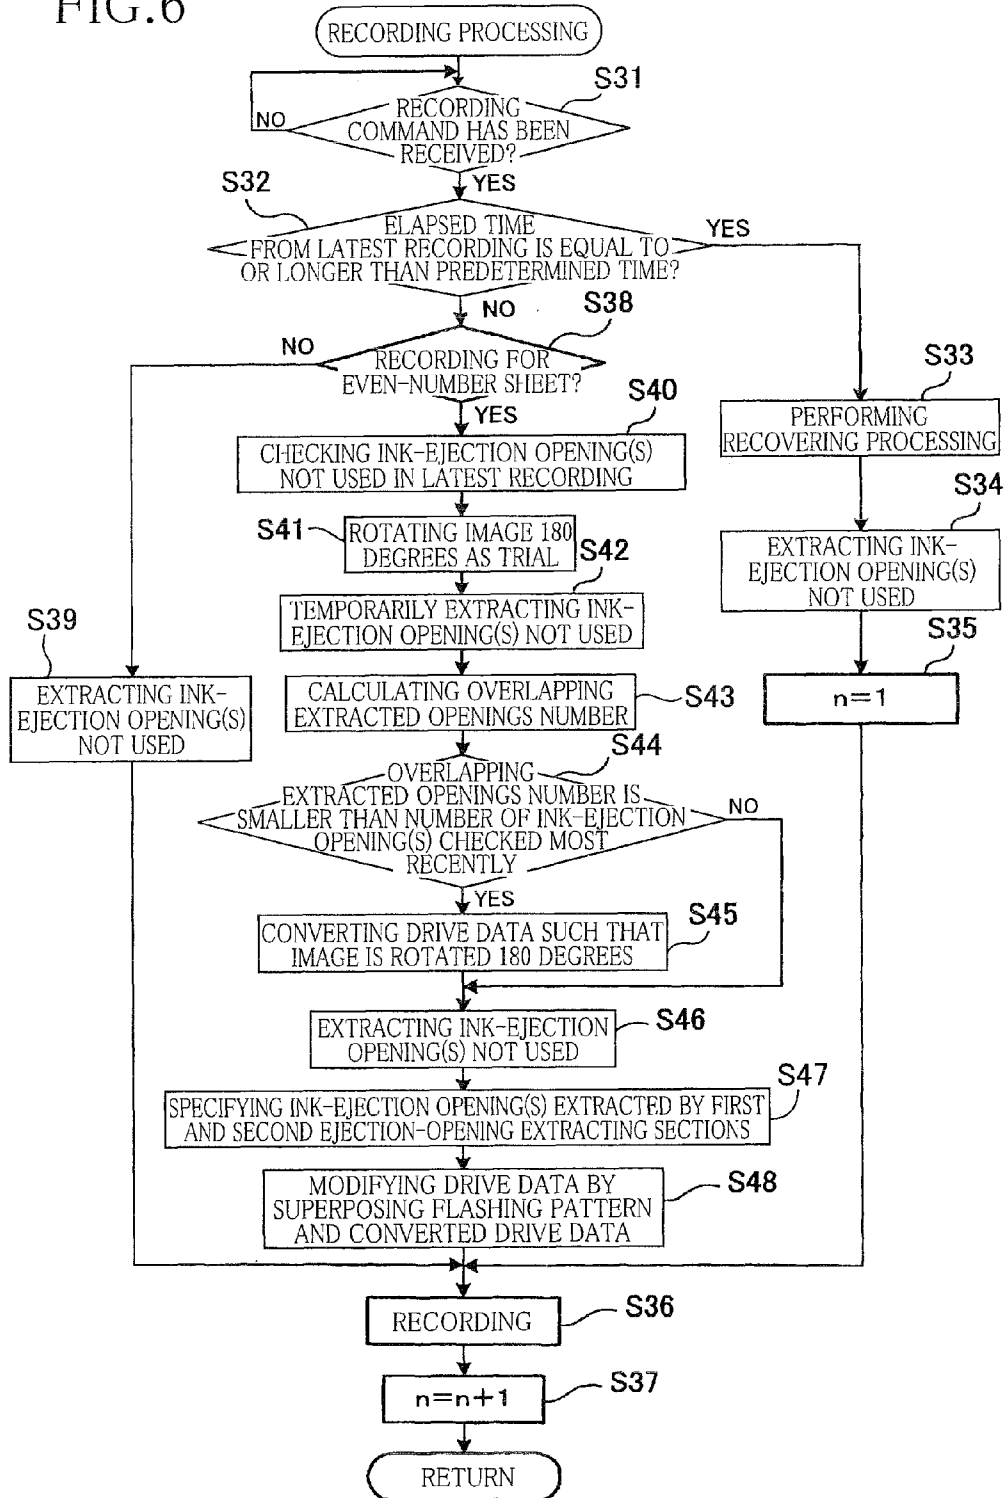 FIG.6
RECORDING PROCESSING
S31
RECORDING
COMMAND HAS BEEN
RECEIVED?
NO
YES
S32
ELAPSED TIME
FROM LATEST RECORDING IS EQUAL TO
OR LONGER THAN PREDETERMINED TIME?
YES
NO
S38
RECORDING FOR
EVEN-NUMBER SHEET?
NO
YES
S33
PERFORMING
RECOVERING PROCESSING
S40
CHECKING INK-EJECTION OPENING(S)
NOT USED IN LATEST RECORDING
S34
EXTRACTING INK-
EJECTION OPENING(S)
NOT USED
S41
ROTATING IMAGE 180
DEGREES AS TRIAL
S42
TEMPORARILY EXTRACTING INK-
EJECTION OPENING(S) NOT USED
S35
n=1
S39
EXTRACTING INK-
EJECTION OPENING(S)
NOT USED
CALCULATING OVERLAPPING
EXTRACTED OPENINGS NUMBER
S43
S44
OVERLAPPING
EXTRACTED OPENINGS NUMBER IS
SMALLER THAN NUMBER OF INK-EJECTION
OPENING(S) CHECKED MOST
RECENTLY
NO
YES
S45
CONVERTING DRIVE DATA SUCH THAT
IMAGE IS ROTATED 180 DEGREES
S46
EXTRACTING INK-EJECTION
OPENING(S) NOT USED
S47
SPECIFYING INK-EJECTION OPENING(S) EXTRACTED BY FIRST
AND SECOND EJECTION-OPENING EXTRACTING SECTIONS
S48
MODIFYING DRIVE DATA BY
SUPERPOSING FLASHING PATTERN
AND CONVERTED DRIVE DATA
S36
RECORDING
S37
n=n+1
RETURN